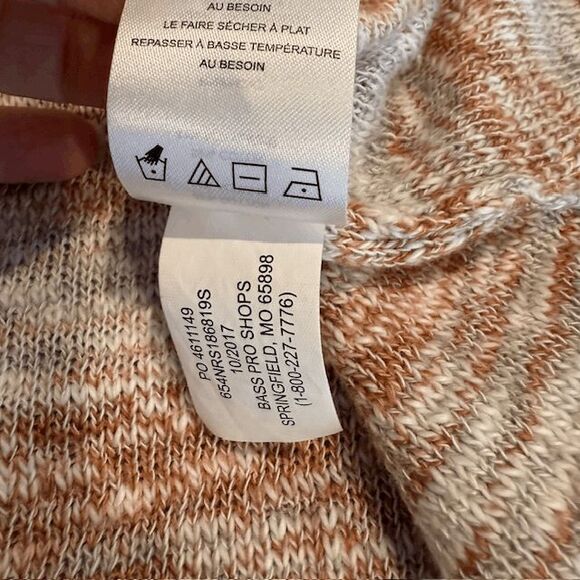 AU BESOIN
LE FAIRE SÉCHER À PLAT
REPASSER À BASSE TEMPÉRATURE
AU BESOIN
PO 4611149
654NRS186819S
10/2017
BASS PRO SHOPS
SPRINGFIELD, MO 65898
(1-800-227-7776)